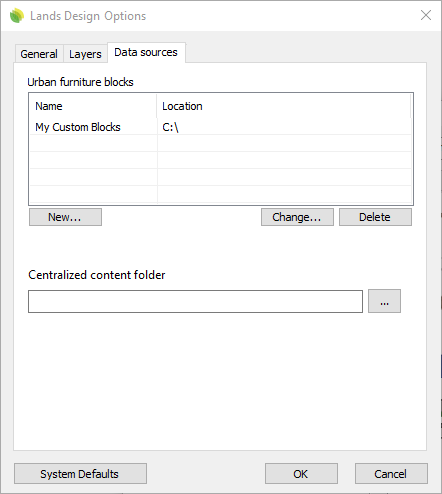 Lands Design Options
General Layers Data sources
Urban furniture blocks
Name Location
My Custom Blocks C:\
New... Change... Delete
Centralized content folder
...
System Defaults OK Cancel